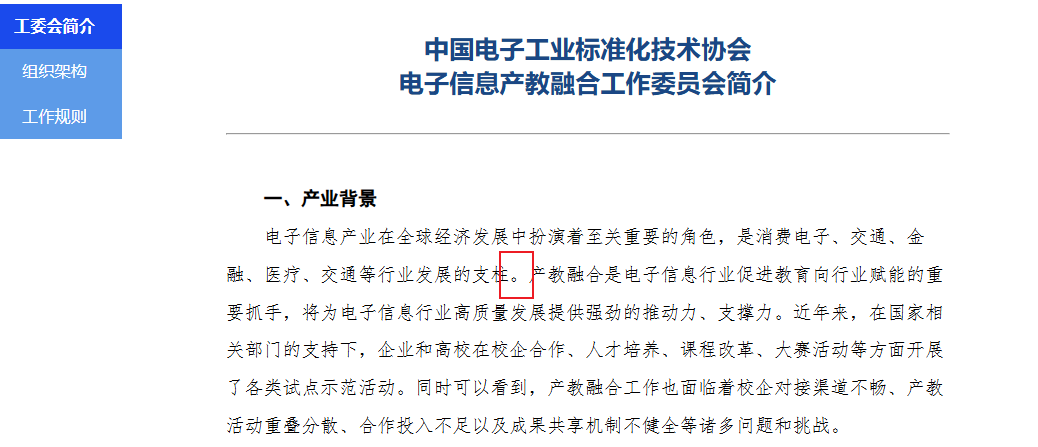 工委会简介
组织架构
工作规则
中国电子工业标准化技术协会
电子信息产教融合工作委员会简介
一、产业背景
电子信息产业在全球经济发展中扮演着至关重要的角色，是消费电子、交通、金
融、医疗、交通等行业发展的支柱。产教融合是电子信息行业促进教育向行业赋能的重
要抓手，将为电子信息行业高质量发展提供强劲的推动力、支撑力。近年来，在国家相
关部门的支持下，企业和高校在校企合作、人才培养、课程改革、大赛活动等方面开展
了各类试点示范活动。同时可以看到，产教融合工作也面临着校企对接渠道不畅、产教
活动重叠分散、合作投入不足以及成果共享机制不健全等诸多问题和挑战。